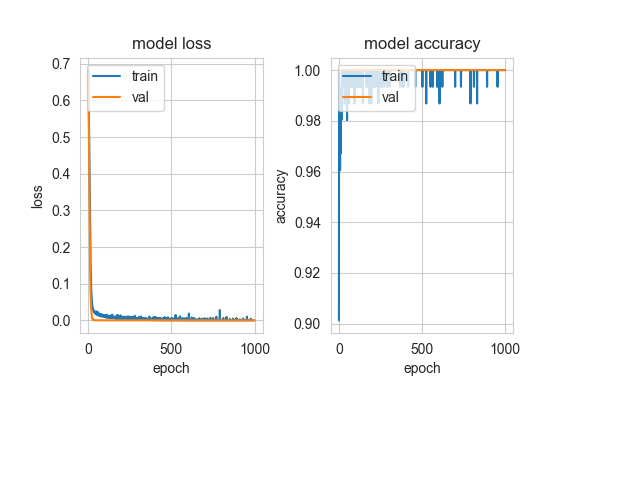 model loss
train
val
0.7
0.6
0.5
0.4
0.3
0.2
0.1
0.0
loss
0
500
1000
epoch
model accuracy
train
val
1.00
0.98
0.96
0.94
0.92
0.90
accuracy
0
500
1000
epoch